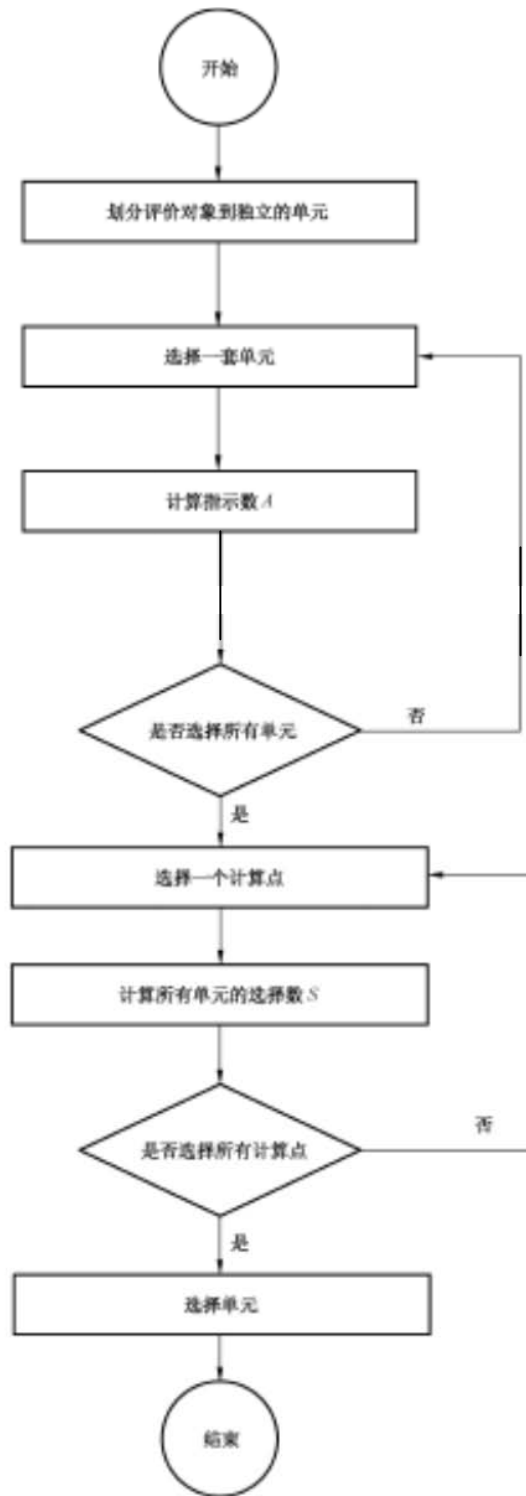 开始
划分评价对象到独立的单元
选择一套单元
计算指示数 A
是否选择所有单元
否
是
选择一个计算点
计算所有单元的选择数 S
是否选择所有计算点
否
是
选择单元
结束